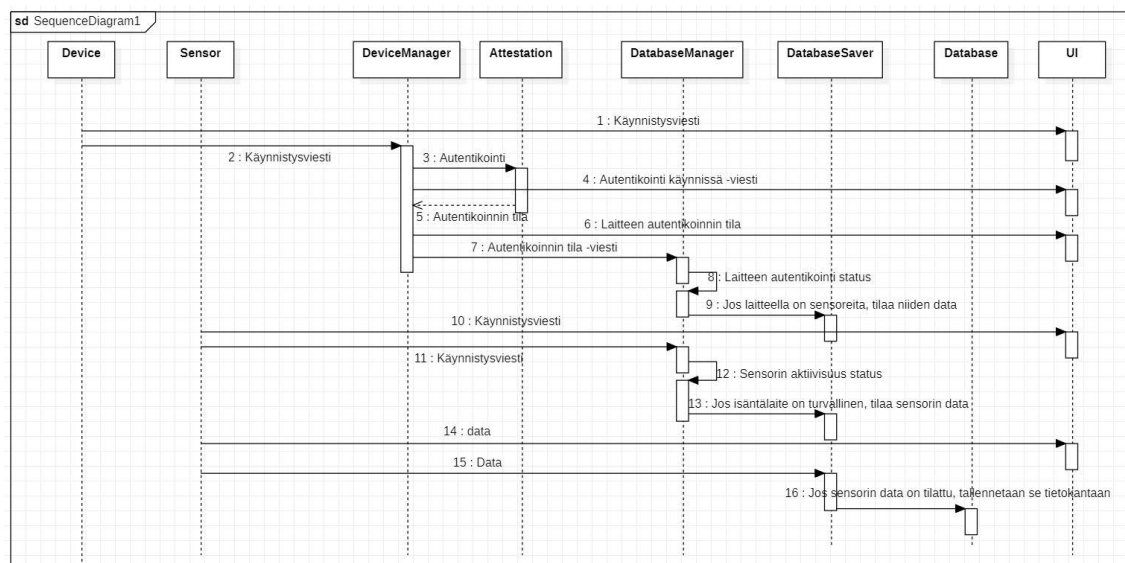 sd SequenceDiagram1
Device
Sensor
DeviceManager
Attestation
DatabaseManager
DatabaseSaver
Database
UI
1 : Käynnistysviesti
2 : Käynnistysviesti
3 : Autentikointi
4 : Autentikointi käynnissä -viesti
5 : Autentikoinnin tila
6 : Laitteen autentikoinnin tila
7 : Autentikoinnin tila -viesti
8 : Laitteen autentikointi status
9 : Jos laitteella on sensoreita, tilaa niiden data
10 : Käynnistysviesti
11 : Käynnistysviesti
12 : Sensorin aktiivisuus status
13 : Jos isäntälaite on turvallinen, tilaa sensorin data
14 : data
15 : Data
16 : Jos sensorin data on tilattu, tallennetaan se tietokantaan